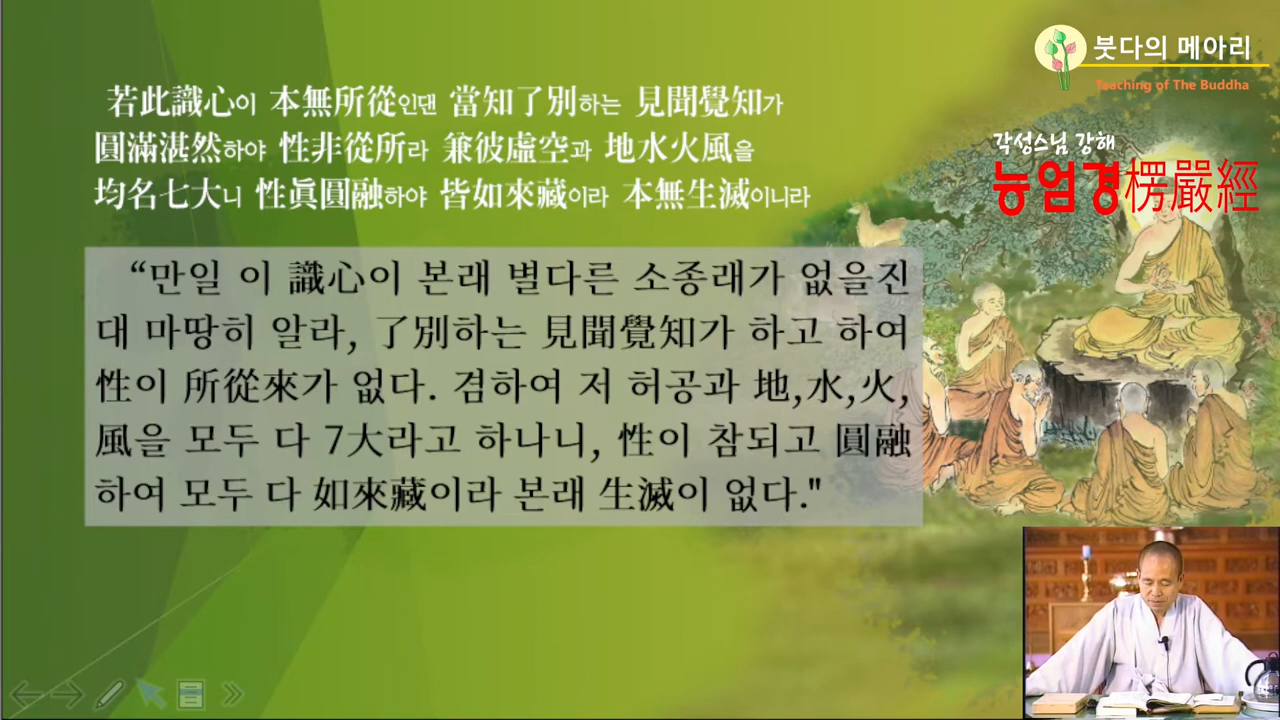 붓다의 메아리
Teaching of The Buddha
각성스님 강해
능엄경楞嚴經
若此識心이 本無所從인댄 當知了別하는 見聞覺知가
圓滿湛然하야 性非從所라 兼彼虛空과 地水火風을
均名七大니 性眞圓融하야 皆如來藏이라 本無生滅이니라
“만일 이 識心이 본래 별다른 소종래가 없을진
대 마땅히 알라, 了別하는 見聞覺知가 하고 하여
性이 所從來가 없다. 겸하여 저 허공과 地,水,火,
風을 모두 다 7大라고 하나니, 性이 참되고 圓融
하여 모두 다 如來藏이라 본래 生滅이 없다."